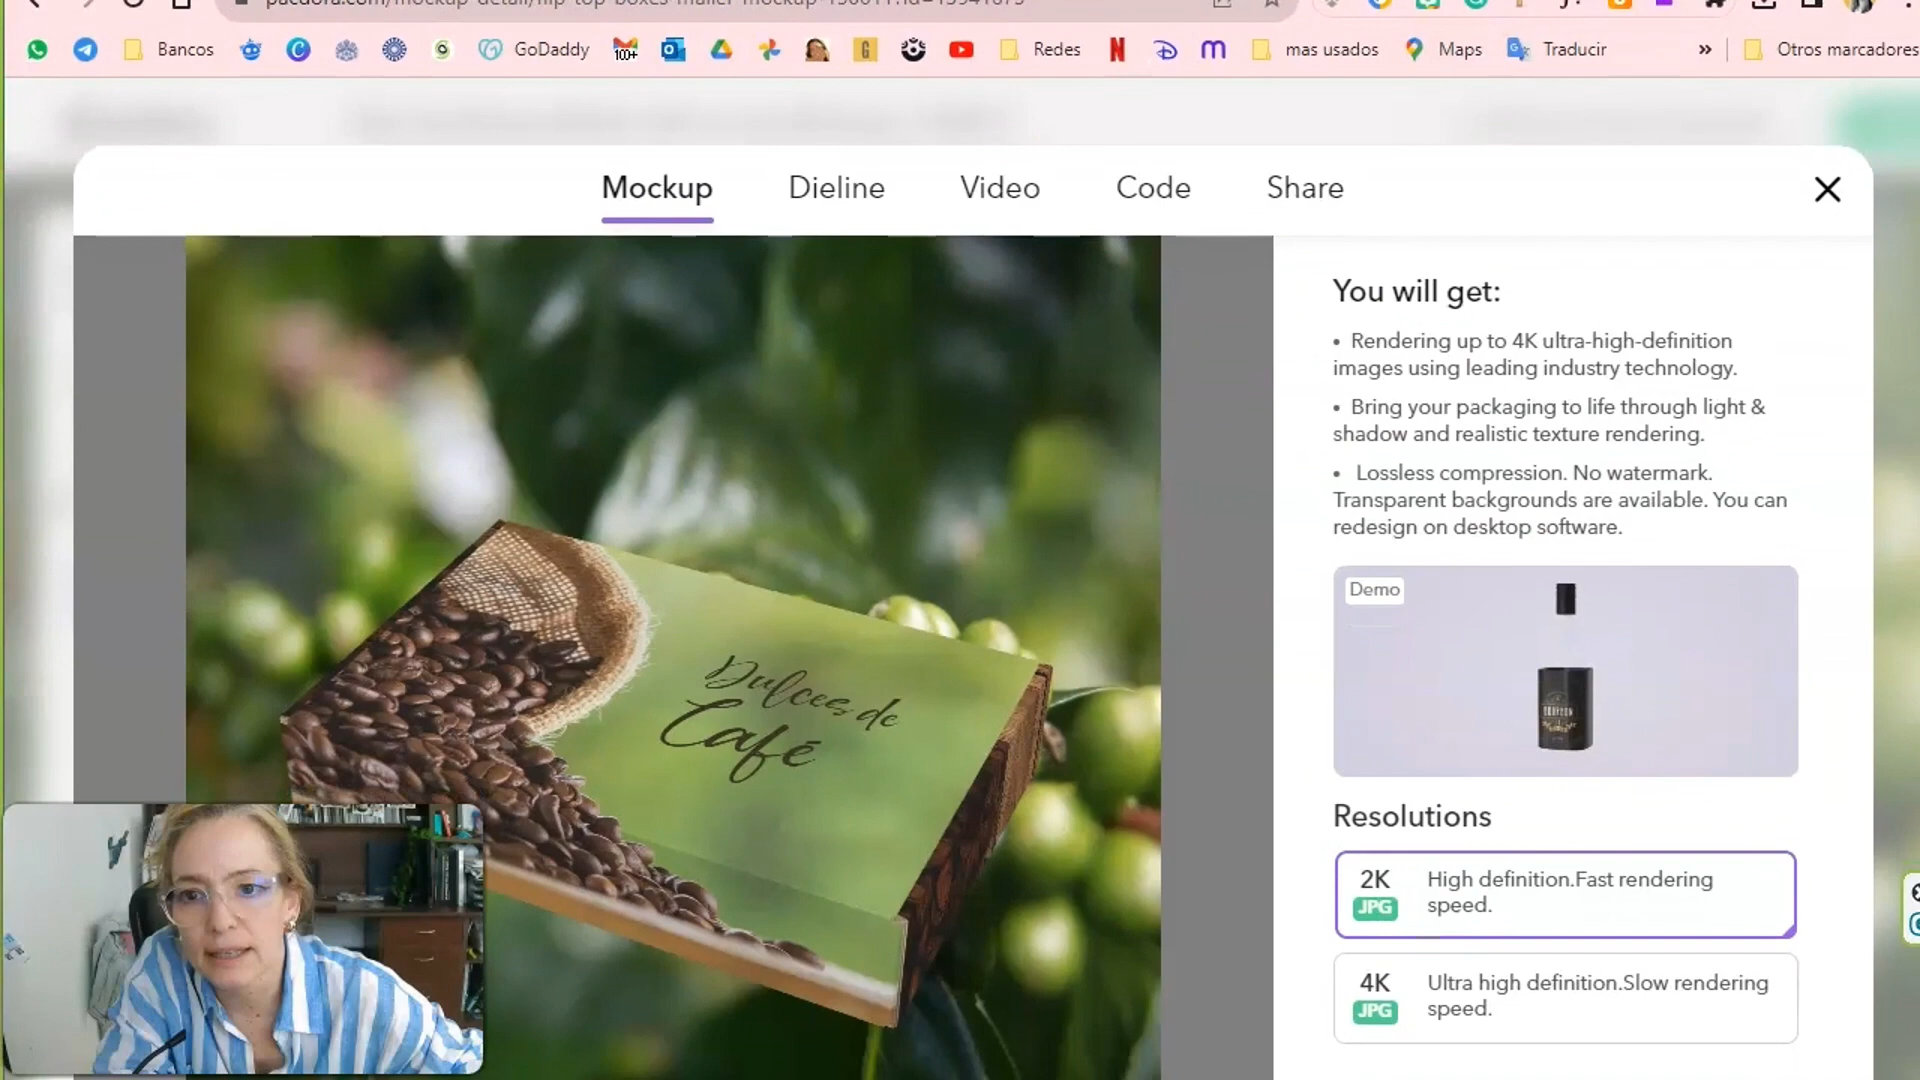 Bancos
GoDaddy
100+
Redes
mas usados
Maps
Traducir
Otros marcadores
Mockup
Dieline
Video
Code
Share
You will get:
• Rendering up to 4K ultra-high-definition
images using leading industry technology.
• Bring your packaging to life through light &
shadow and realistic texture rendering.
• Lossless compression. No watermark.
Transparent backgrounds are available. You can
redesign on desktop software.
Demo
Dulces de
Café
Resolutions
2K
JPG
High definition.Fast rendering
speed.
4K
JPG
Ultra high definition.Slow rendering
speed.